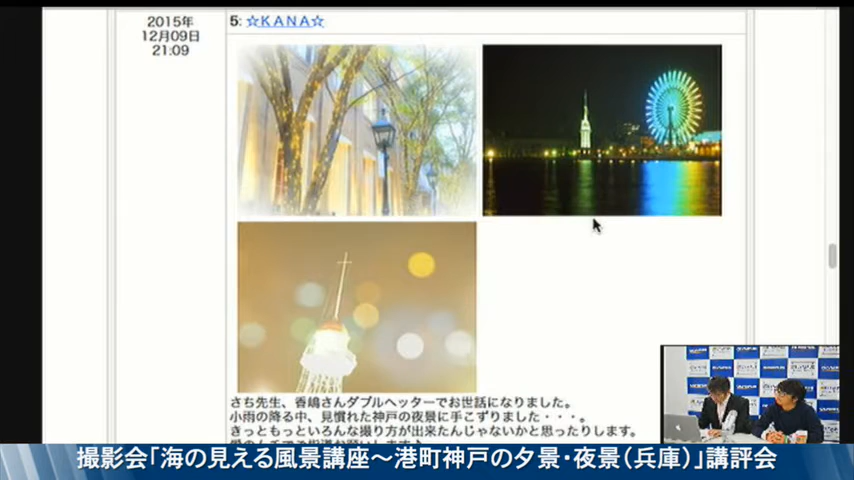 2015年
12月09日
21:09
5: ☆KANA☆
さち先生、香嶋さんダブルヘッターでお世話になりました。
小雨の降る中、見慣れた神戸の夜景に手こずりました・・・・。
きっともっといろんな撮り方が出来たんじゃないかと思ったりします。
撮影会「海の見える風景講座～港町神戸の夕景・夜景（兵庫）」講評会